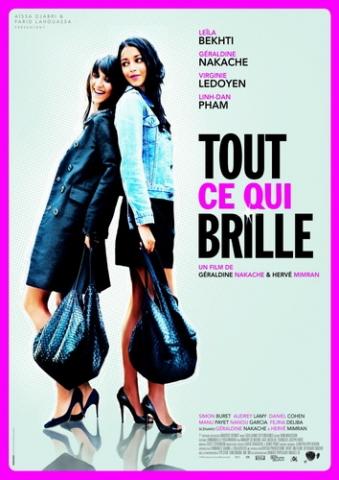 AÏSSA DJABRI &
FARID LAHOUASSA
PRÉSENTENT
LEÏLA
BEKHTI
GÉRALDINE
NAKACHE
VIRGINIE
LEDOYEN
LINH-DAN
PHAM
TOUT
CE QUI
BRILLE
UN FILM DE
GÉRALDINE NAKACHE & HERVÉ MIMRAN
SIMON BURET AUDREY LAMY DANIEL COHEN
MANU PAYET NANOU GARCIA FEJRIA DELIBA
SCÉNARIO GÉRALDINE NAKACHE & HERVÉ MIMRAN